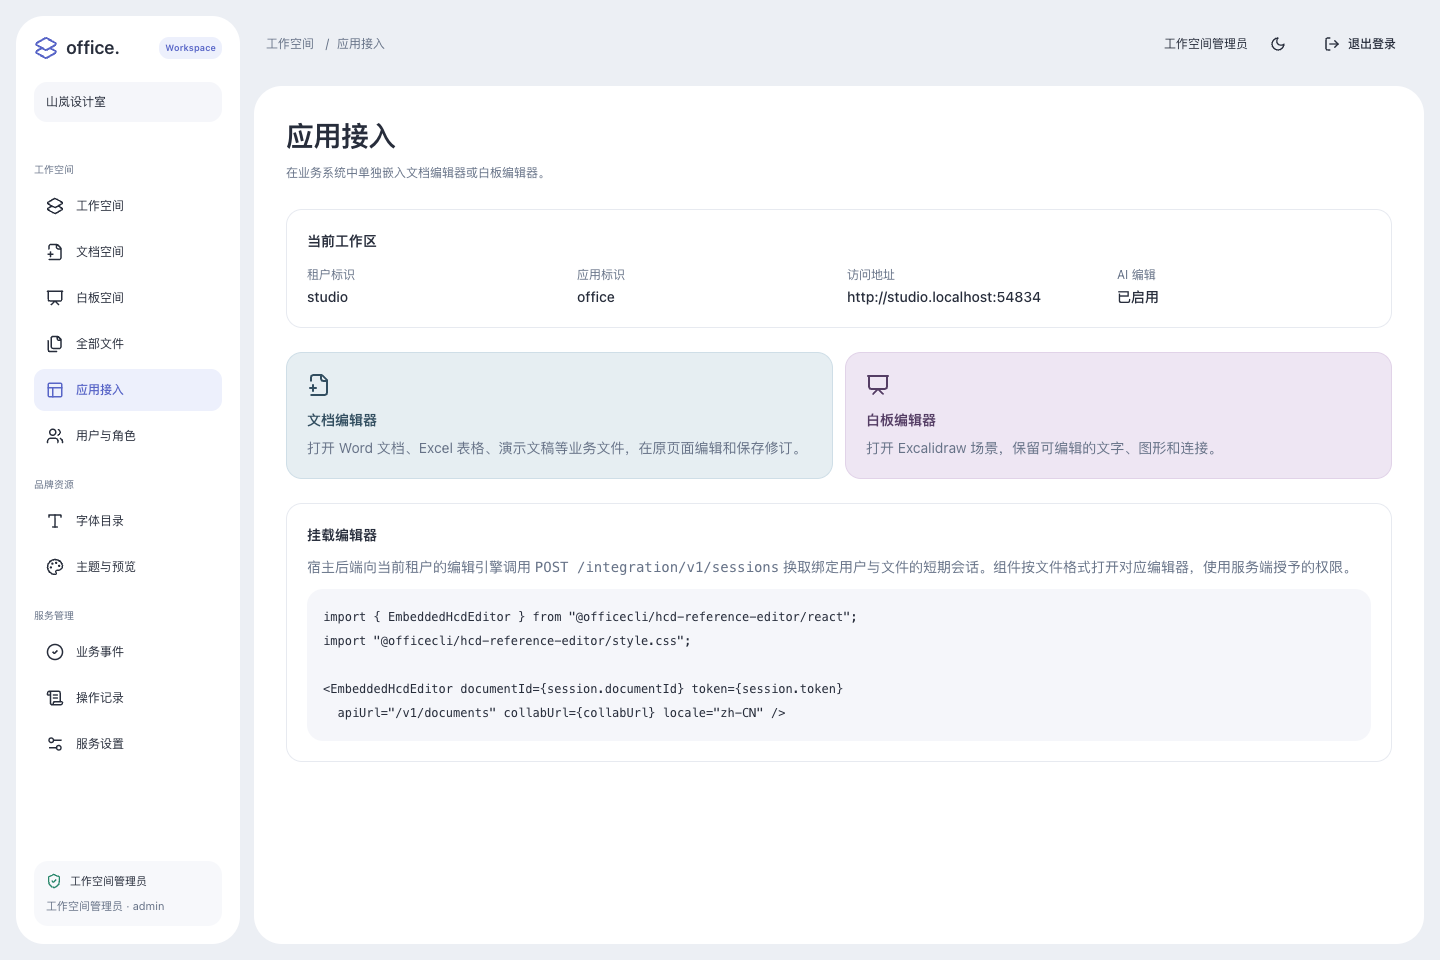 office.
Workspace
山岚设计室
工作空间
工作空间
文档空间
白板空间
全部文件
应用接入
用户与角色
品牌资源
字体目录
主题与预览
服务管理
业务事件
操作记录
服务设置
工作空间管理员
工作空间管理员 · admin
工作空间 / 应用接入
工作空间管理员
退出登录
应用接入
在业务系统中单独嵌入文档编辑器或白板编辑器。
当前工作区
租户标识
studio
应用标识
office
访问地址
http://studio.localhost:54834
AI 编辑
已启用
文档编辑器
打开 Word 文档、Excel 表格、演示文稿等业务文件，在原页面编辑和保存修订。
白板编辑器
打开 Excalidraw 场景，保留可编辑的文字、图形和连接。
挂载编辑器
宿主后端向当前租户的编辑引擎调用 POST /integration/v1/sessions 换取绑定用户与文件的短期会话。组件按文件格式打开对应编辑器，使用服务端授予的权限。
import { EmbeddedHcdEditor } from "@officecli/hcd-reference-editor/react";
import "@officecli/hcd-reference-editor/style.css";
<EmbeddedHcdEditor documentId={session.documentId} token={session.token}
  apiUrl="/v1/documents" collabUrl={collabUrl} locale="zh-CN" />